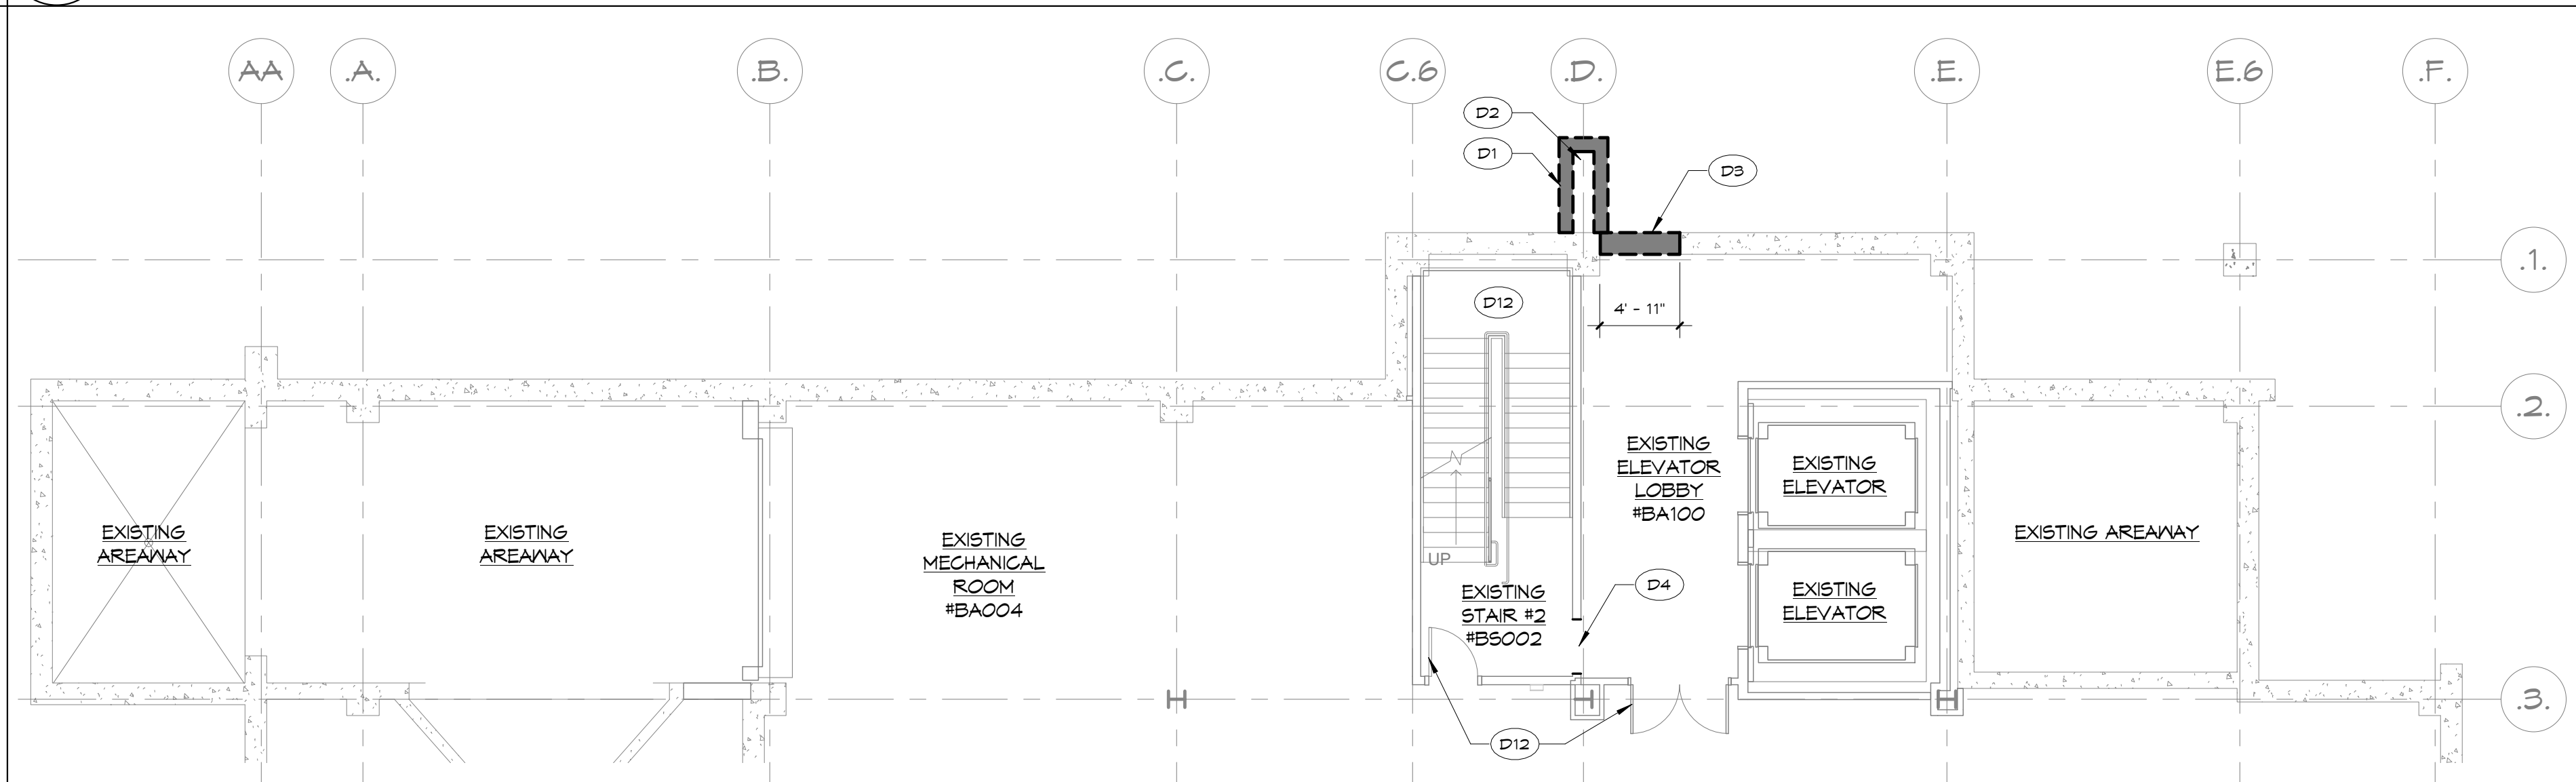 AA
.A.
.B.
.C.
C.6
.D.
.E.
E.6
.F.
D2
D1
D3
.1.
D12
4' - 11"
.2.
EXISTING
AREAWAY
EXISTING
AREAWAY
EXISTING
MECHANICAL
ROOM
#BA004
UP
EXISTING
STAIR #2
#BS002
EXISTING
ELEVATOR
LOBBY
#BA100
EXISTING
ELEVATOR
EXISTING
ELEVATOR
EXISTING AREAWAY
D4
.3.
D12